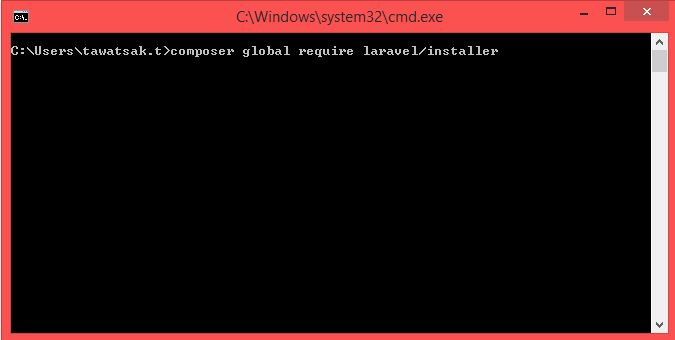 C:\Windows\system32\cmd.exe
C:\Users\tawatsak.t>composer global require laravel/installer